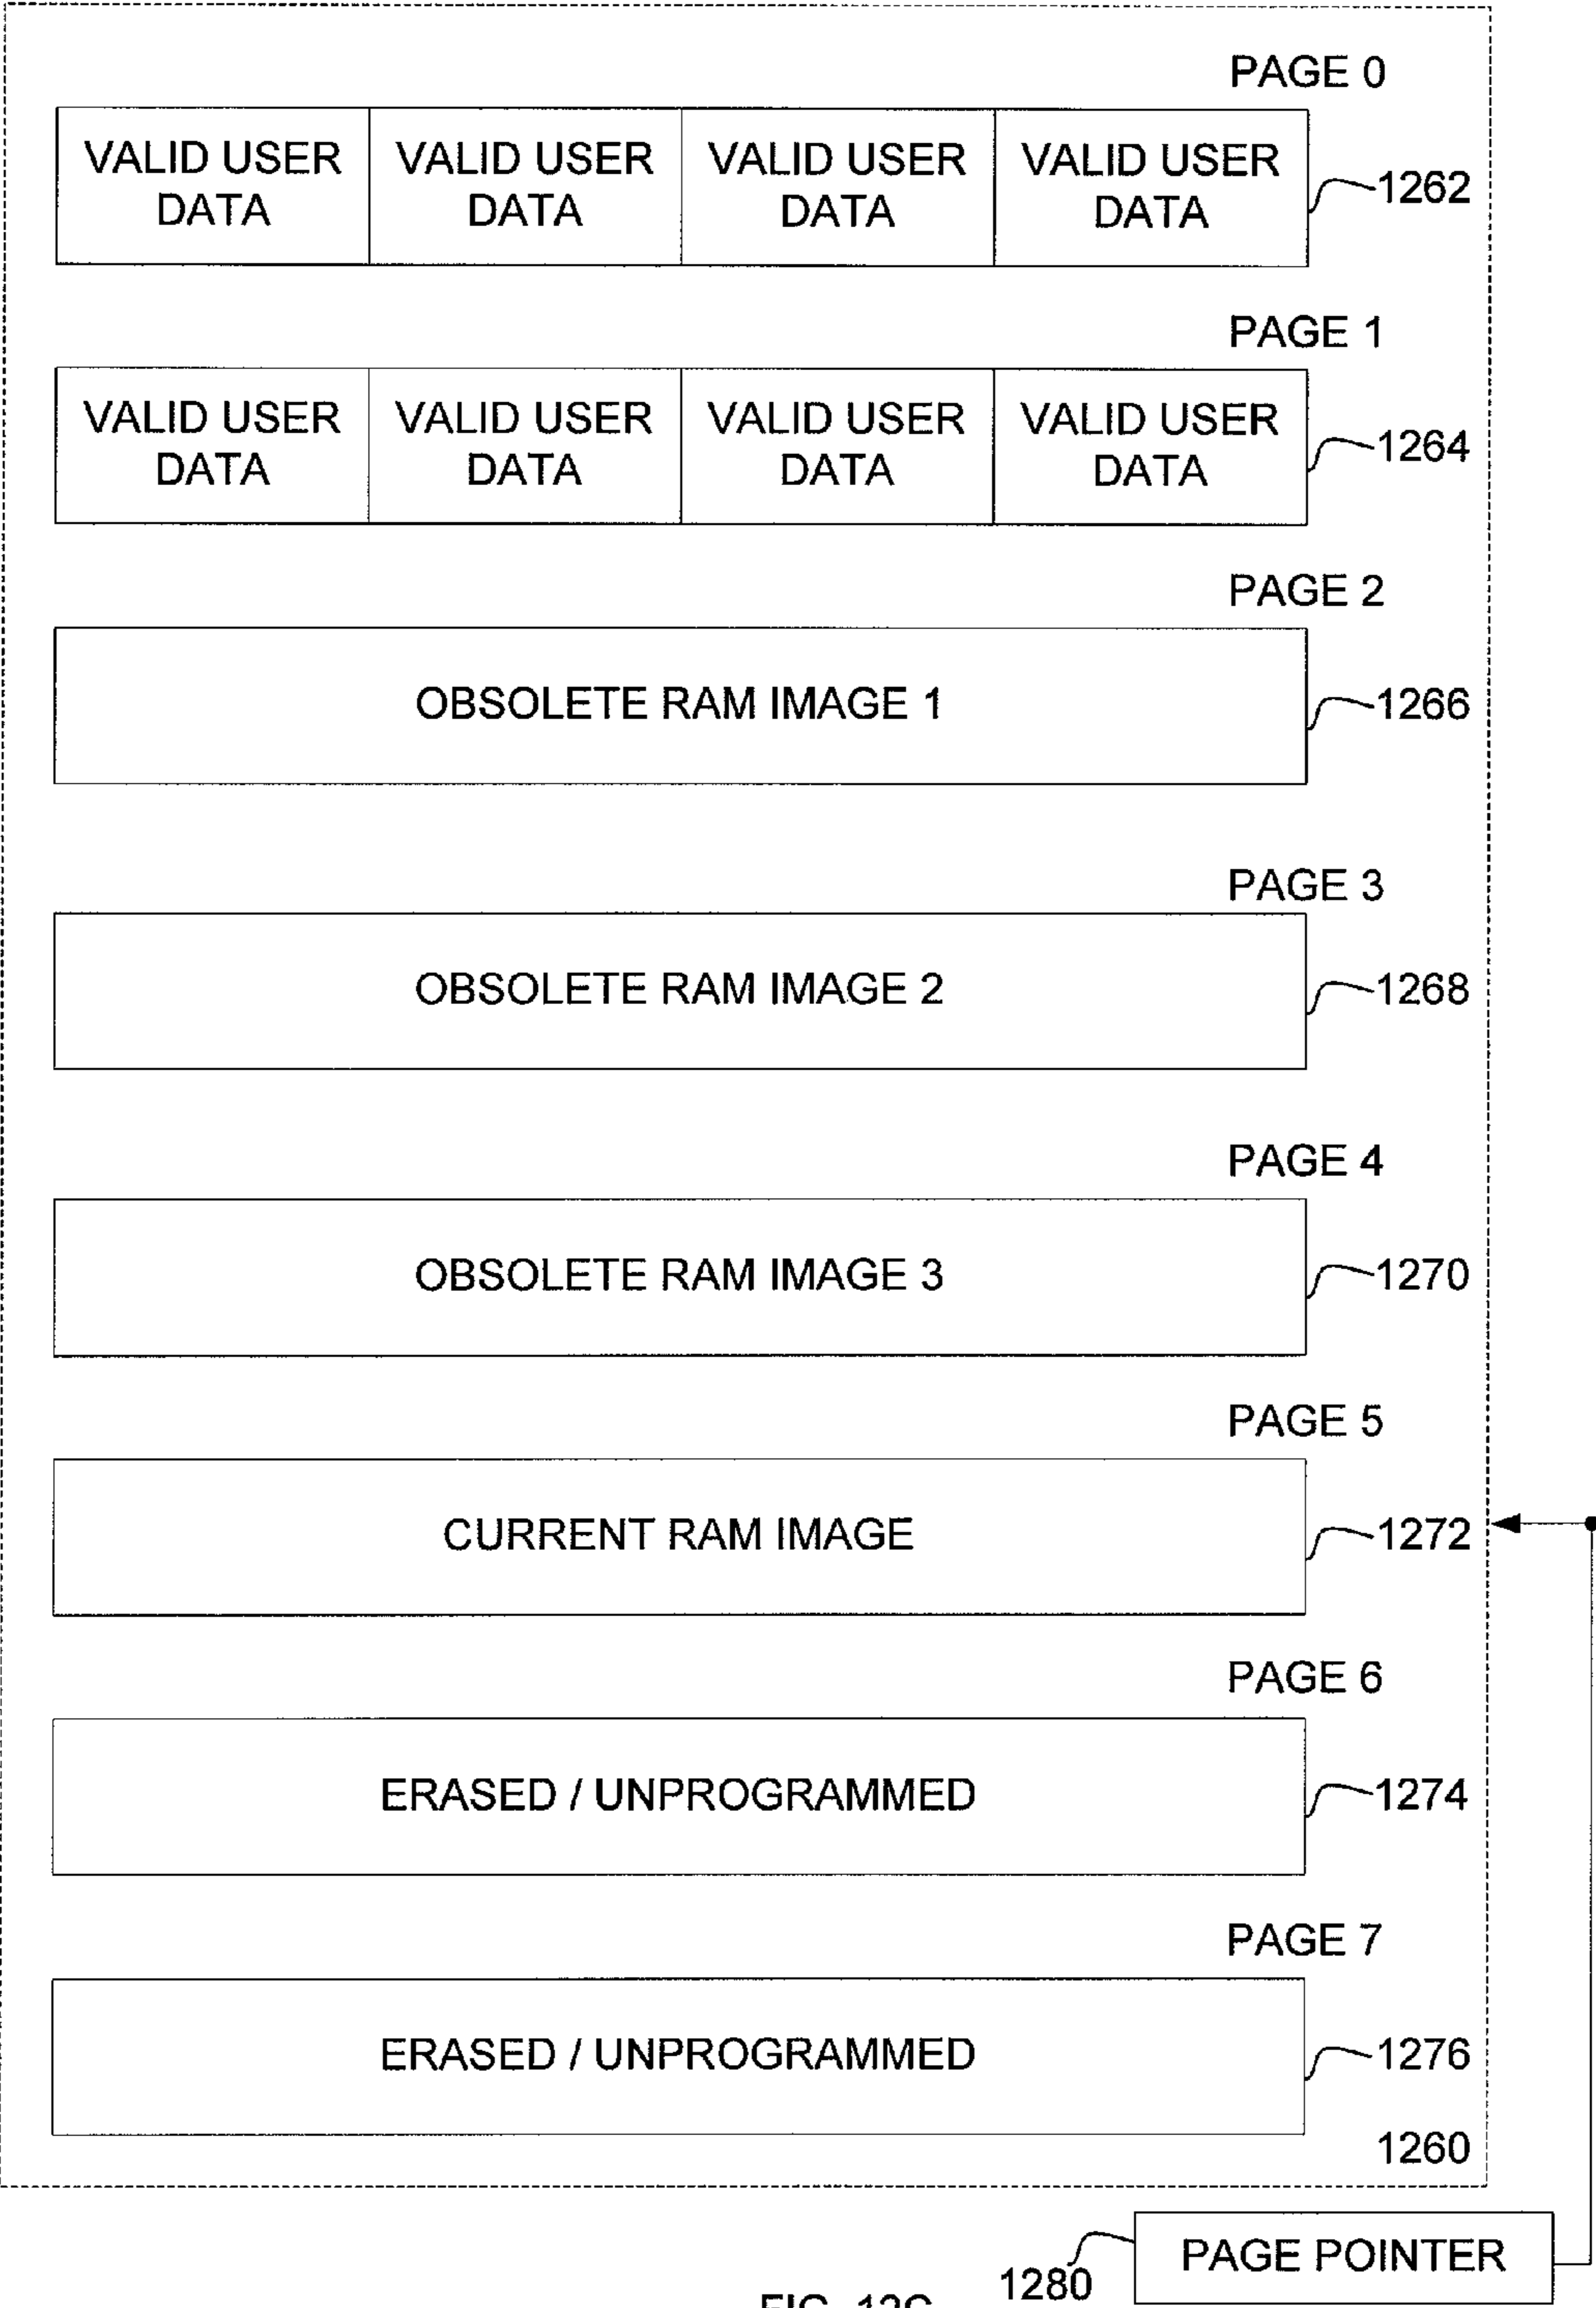 PAGE 0
VALID USER DATA VALID USER DATA VALID USER DATA VALID USER DATA
1262
PAGE 1
VALID USER DATA VALID USER DATA VALID USER DATA VALID USER DATA
1264
PAGE 2
OBSOLETE RAM IMAGE 1
1266
PAGE 3
OBSOLETE RAM IMAGE 2
1268
PAGE 4
OBSOLETE RAM IMAGE 3
1270
PAGE 5
CURRENT RAM IMAGE
1272
PAGE 6
ERASED / UNPROGRAMMED
1274
PAGE 7
ERASED / UNPROGRAMMED
1276
1260
PAGE POINTER
1280